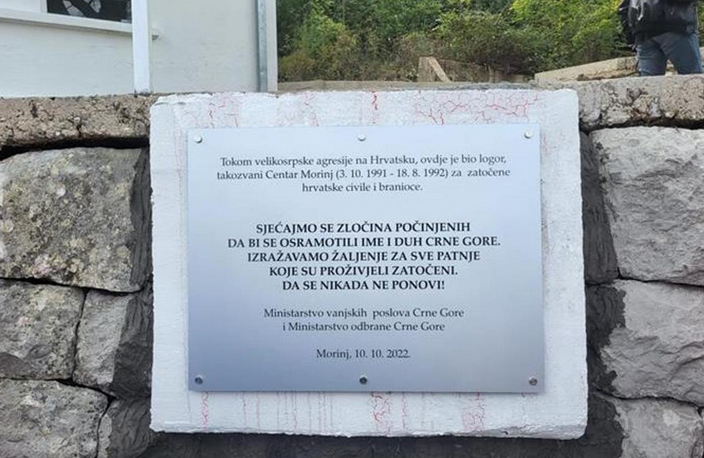 Tokom velikosrpske agresije na Hrvatsku, ovdje je bio logor,
takozvani Centar Morinj (3. 10. 1991 - 18. 8. 1992) za zatočene
hrvatske civile i branioce.
SJEĆAJMO SE ZLOČINA POČINJENIH
DA BI SE OSRAMOTILI IME I DUH CRNE GORE.
IZRAŽAVAMO ŽALJENJE ZA SVE PATNJE
KOJE SU PROŽIVJELI ZATOČENI.
DA SE NIKADA NE PONOVI!
Ministarstvo vanjskih poslova Crne Gore
i Ministarstvo odbrane Crne Gore
Morinj, 10. 10. 2022.